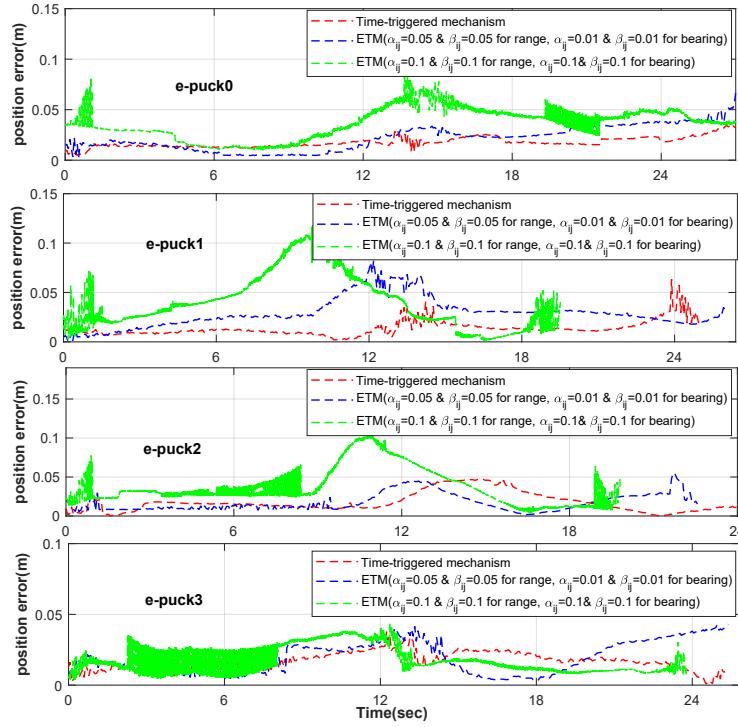 0.15
0.1
0.05
0
position error(m)
e-puck0
Time-triggered mechanism
ETM(αij=0.05 & βij=0.05 for range, αij=0.01 & βij=0.01 for bearing)
ETM(αij=0.1 & βij=0.1 for range, αij=0.1& βij=0.1 for bearing)
0 6 12 18 24
0.15
0.1
0.05
0
position error(m)
e-puck1
Time-triggered mechanism
ETM(αij=0.05 & βij=0.05 for range, αij=0.01 & βij=0.01 for bearing)
ETM(αij=0.1 & βij=0.1 for range, αij=0.1& βij=0.1 for bearing)
0 12 24
0.2
0.1
0
position error(m)
e-puck2
Time-triggered mechanism
ETM(αij=0.05 & βij=0.05 for range, αij=0.01 & βij=0.01 for bearing)
ETM(αij=0.1 & βij=0.1 for range, αij=0.1& βij=0.1 for bearing)
0 6 12 18 24
0.1
0.05
0
position error(m)
e-puck3
Time-triggered mechanism
ETM(αij=0.05 & βij=0.05 for range, αij=0.01 & βij=0.01 for bearing)
ETM(αij=0.1 & βij=0.1 for range, αij=0.1& βij=0.1 for bearing)
0 6 12 18 24
Time(sec)